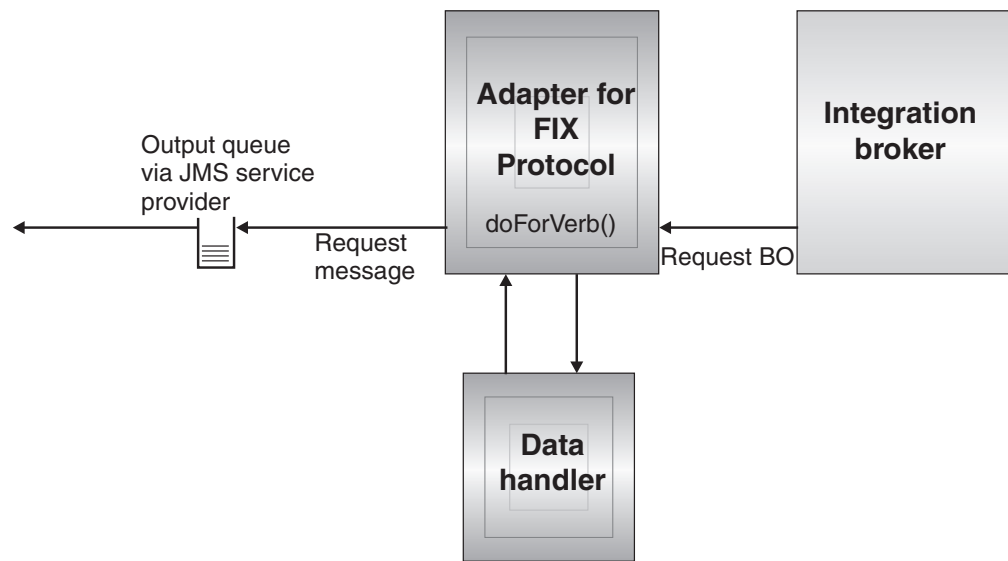 Output queue
via JMS service
provider
Request
message
Adapter for
FIX
Protocol
doForVerb()
Request BO
Integration
broker
Data
handler